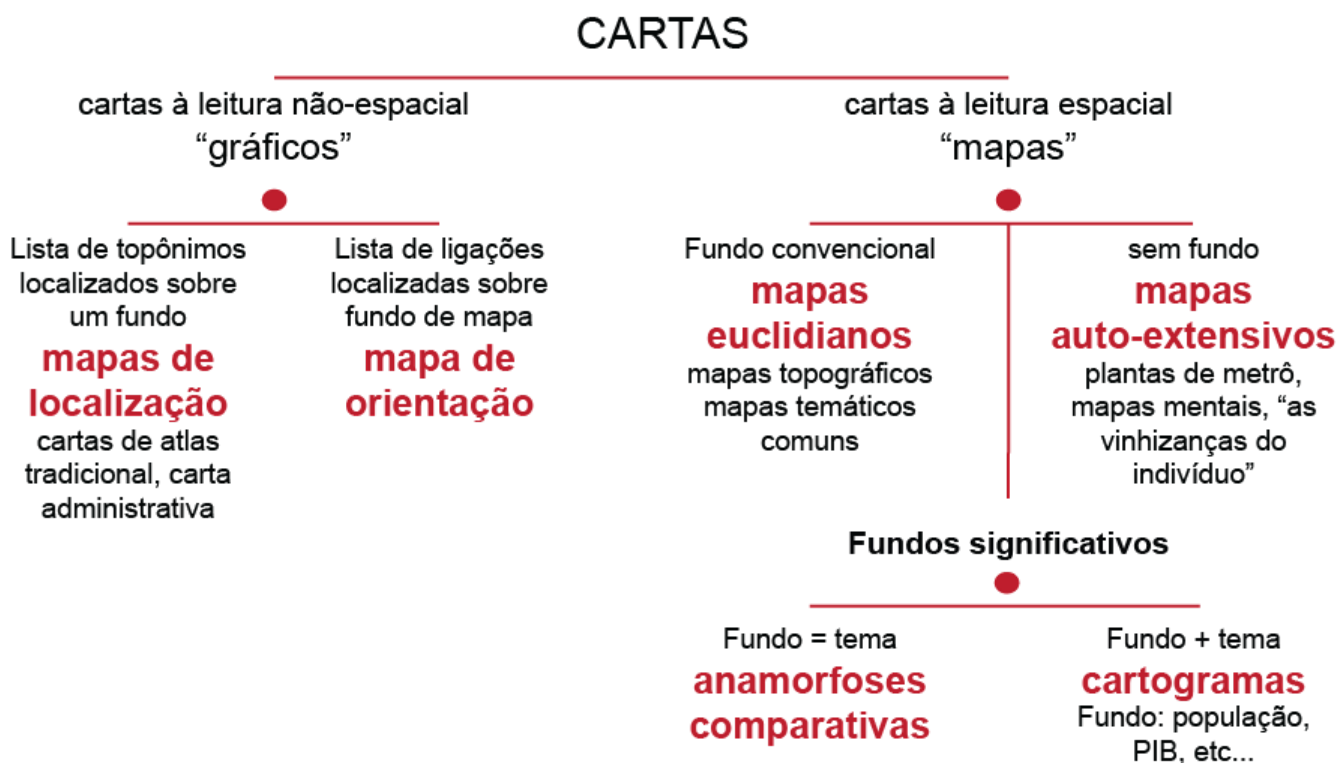 CARTAS
cartas à leitura não-espacial
“gráficos”
Lista de topônimos
localizados sobre
um fundo
mapas de
localização
cartas de atlas
tradicional, carta
administrativa
Lista de ligações
localizadas sobre
fundo de mapa
mapa de
orientação
cartas à leitura espacial
“mapas”
Fundo convencional
mapas
euclidianos
mapas topográficos
mapas temáticos
comuns
sem fundo
mapas
auto-extensivos
plantas de metrô,
mapas mentais, “as
vinhizanças do
indivíduo”
Fundos significativos
Fundo = tema
anamorfoses
comparativas
Fundo + tema
cartogramas
Fundo: população,
PIB, etc...